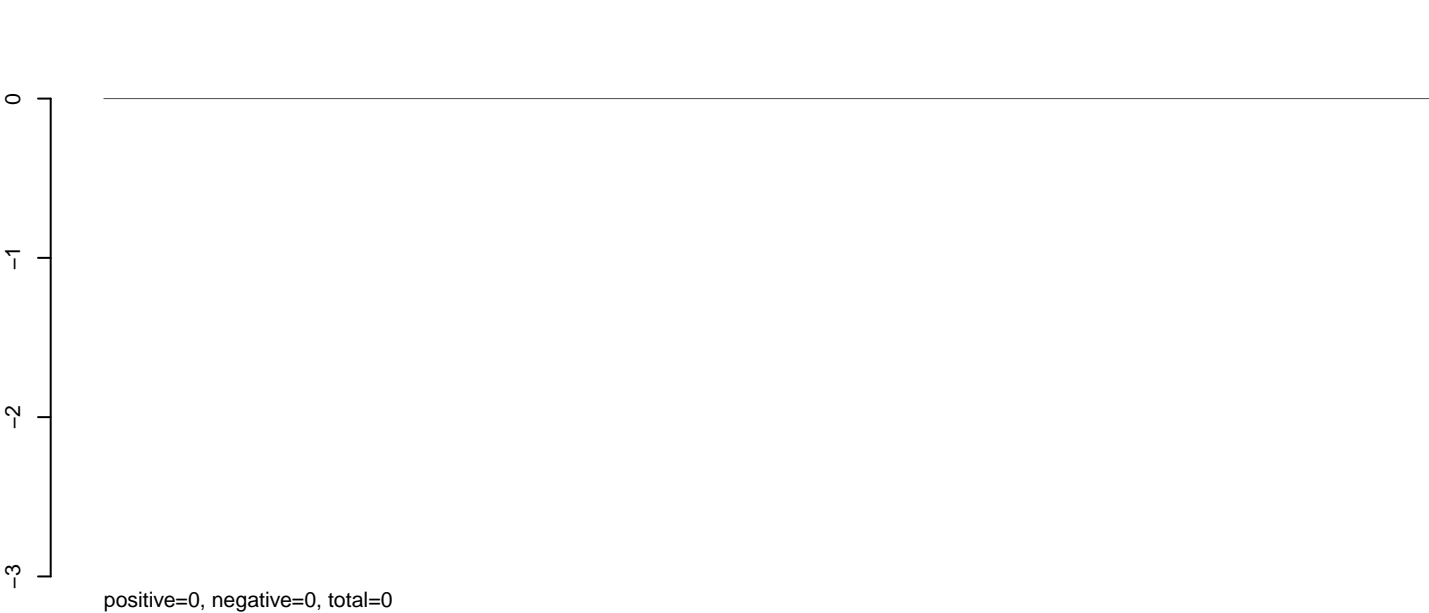 0
−1
−2
−3
positive=0, negative=0, total=0